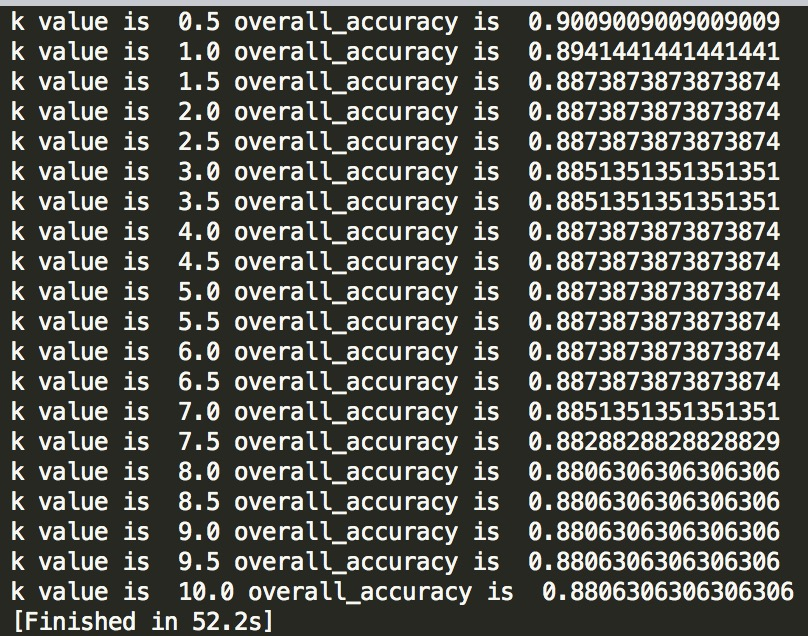 k value is  0.5 overall_accuracy is  0.9009009009009009
k value is  1.0 overall_accuracy is  0.8941441441441441
k value is  1.5 overall_accuracy is  0.8873873873873874
k value is  2.0 overall_accuracy is  0.8873873873873874
k value is  2.5 overall_accuracy is  0.8873873873873874
k value is  3.0 overall_accuracy is  0.8851351351351351
k value is  3.5 overall_accuracy is  0.8851351351351351
k value is  4.0 overall_accuracy is  0.8873873873873874
k value is  4.5 overall_accuracy is  0.8873873873873874
k value is  5.0 overall_accuracy is  0.8873873873873874
k value is  5.5 overall_accuracy is  0.8873873873873874
k value is  6.0 overall_accuracy is  0.8873873873873874
k value is  6.5 overall_accuracy is  0.8873873873873874
k value is  7.0 overall_accuracy is  0.8851351351351351
k value is  7.5 overall_accuracy is  0.8828828828828829
k value is  8.0 overall_accuracy is  0.8806306306306306
k value is  8.5 overall_accuracy is  0.8806306306306306
k value is  9.0 overall_accuracy is  0.8806306306306306
k value is  9.5 overall_accuracy is  0.8806306306306306
k value is  10.0 overall_accuracy is  0.8806306306306306
[Finished in 52.2s]